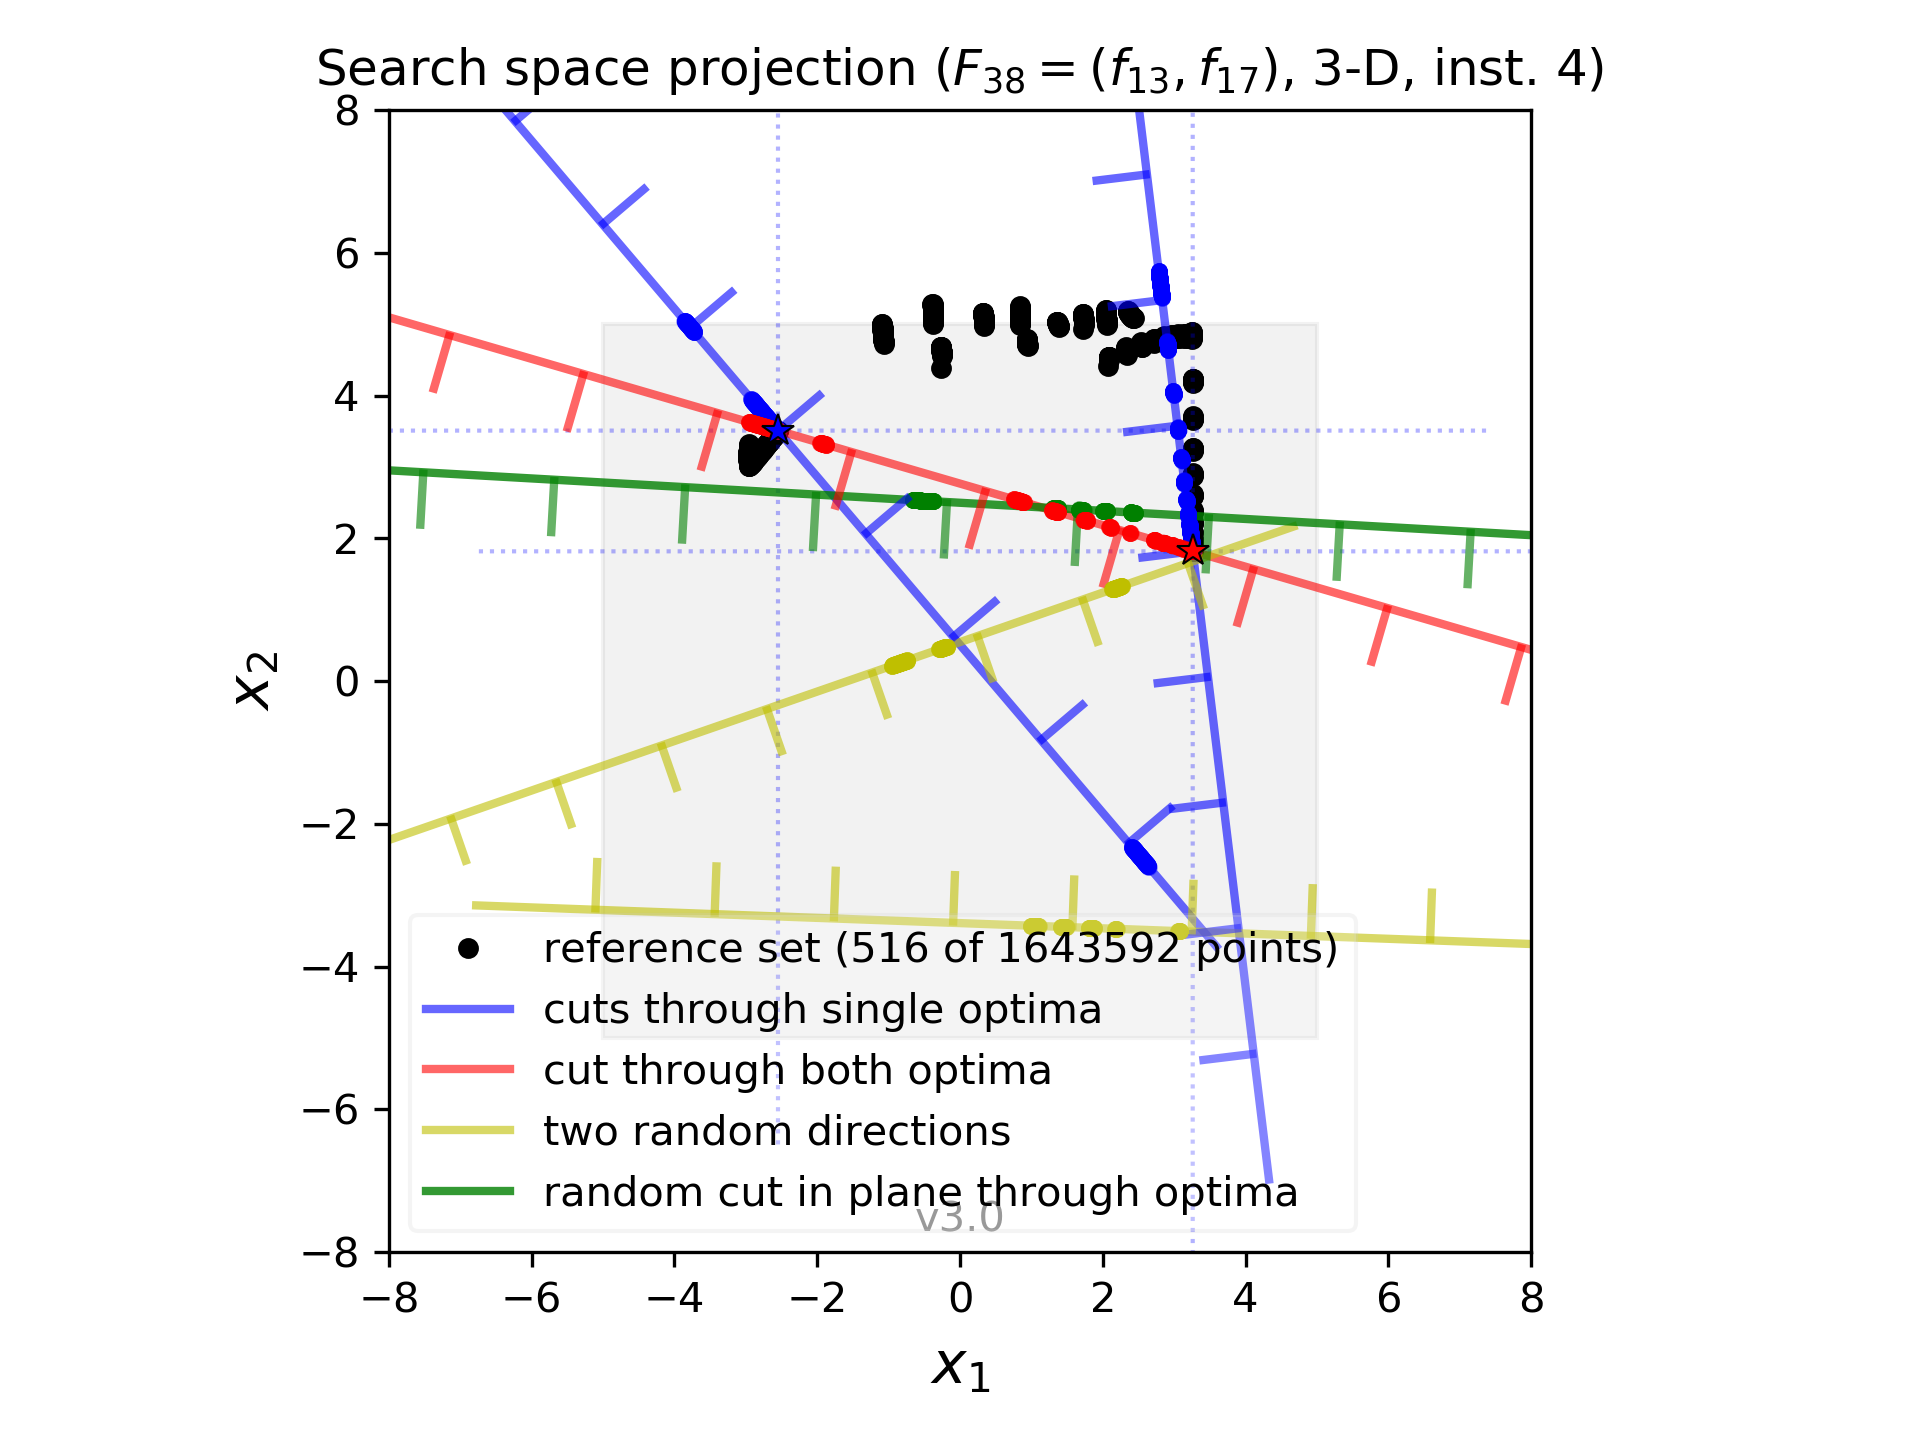 Search space projection (F38 = (f13, f17), 3-D, inst. 4)
8
6
4
2
0
−2
−4
−6
−8
x2
reference set (516 of 1643592 points)
cuts through single optima
cut through both optima
two random directions
random cut in plane through optima
v3.0
−8 −6 −4 −2 0 2 4 6 8
x1